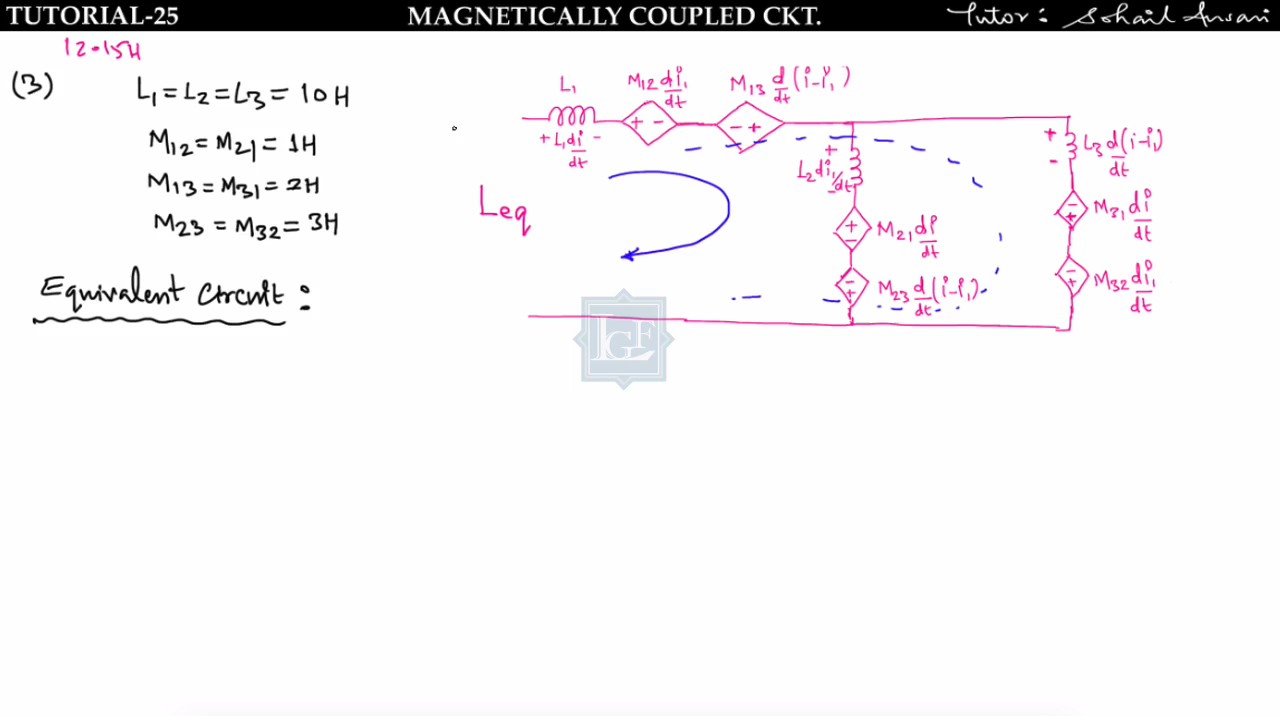 TUTORIAL-25 MAGNETICALLY COUPLED CKT. Tutor: Sohail Ansari
12.15H
(3) L1 = L2 = L3 = 10H
M12 = M21 = 1H
M13 = M31 = 2H
M23 = M32 = 3H
Equivalent Circuit:
L1
M12 di1/dt
M13 d/dt (i-i1)
+ - - +
+ L1 di/dt -
Leq
+
L2 di1/dt
-
+
-
M21 di/dt
-
+
M23 d/dt (i-i1)
+
-
L3 d(i-i1)/dt
-
+
M31 di/dt
-
+
M32 di1/dt
LGF